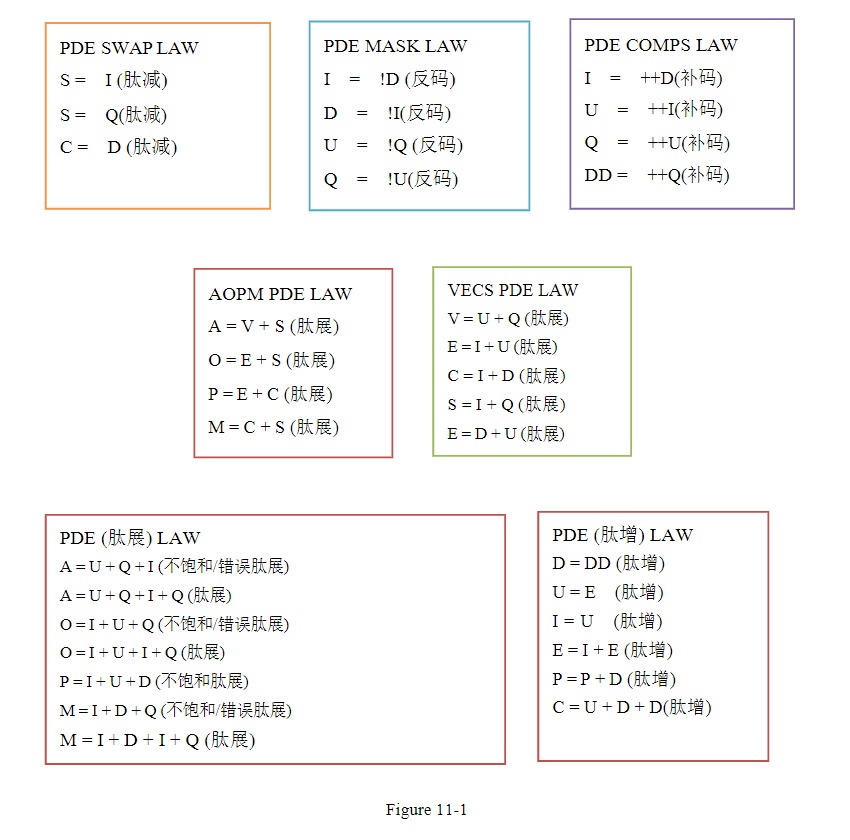 PDE SWAP LAW
S = I (肽减)
S = Q(肽减)
C = D (肽减)
PDE MASK LAW
I = !D (反码)
D = !I(反码)
U = !Q (反码)
Q = !U(反码)
PDE COMPS LAW
I = ++D(补码)
U = ++I(补码)
Q = ++U(补码)
DD = ++Q(补码)
AOPM PDE LAW
A = V + S (肽展)
O = E + S (肽展)
P = E + C (肽展)
M = C + S (肽展)
VECS PDE LAW
V = U + Q (肽展)
E = I + U (肽展)
C = I + D (肽展)
S = I + Q (肽展)
E = D + U (肽展)
PDE (肽展) LAW
A = U + Q + I (不饱和/错误肽展)
A = U + Q + I + Q (肽展)
O = I + U + Q (不饱和/错误肽展)
O = I + U + I + Q (肽展)
P = I + U + D (不饱和肽展)
M = I + D + Q (不饱和/错误肽展)
M = I + D + I + Q (肽展)
PDE (肽增) LAW
D = DD (肽增)
U = E (肽增)
I = U (肽增)
E = I + E (肽增)
P = P + D (肽增)
C = U + D + D(肽增)
Figure 11-1